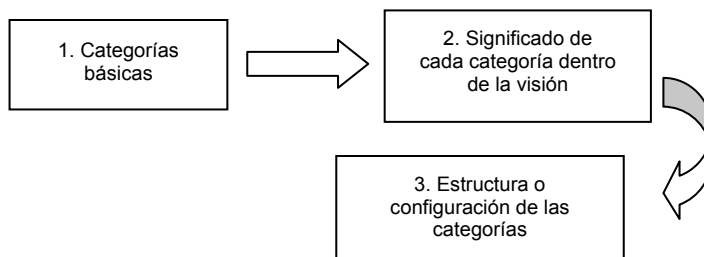 1. Categorías
básicas
2. Significado de
cada categoría dentro
de la visión
3. Estructura o
configuración de las
categorías